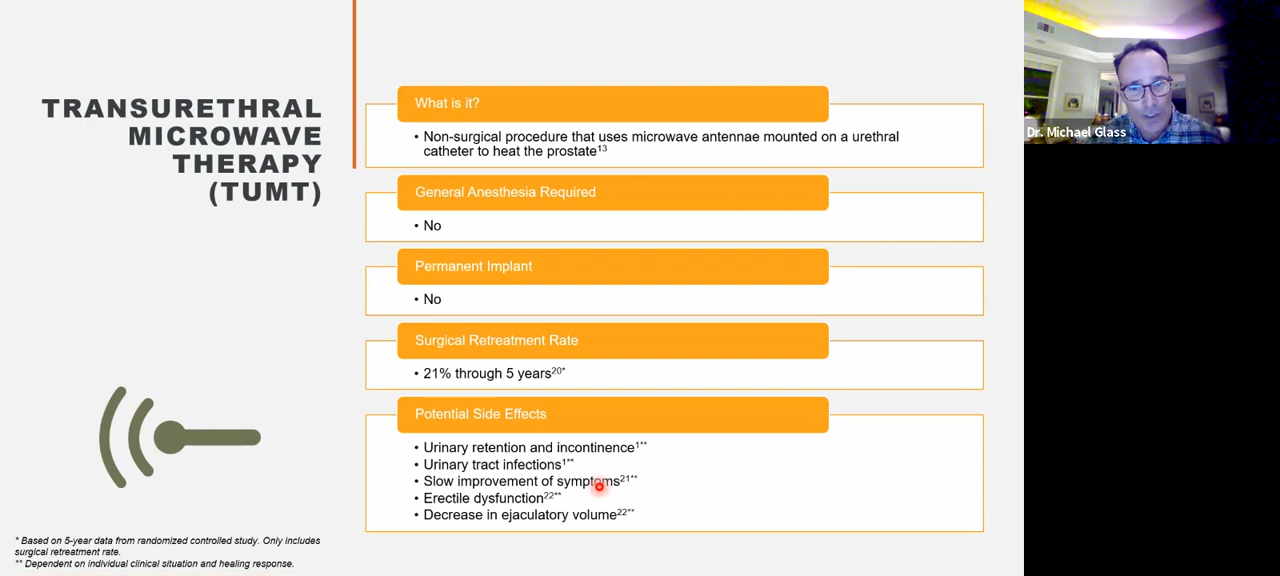 TRANSURETHRAL
MICROWAVE
THERAPY
(TUMT)
What is it?
• Non-surgical procedure that uses microwave antennae mounted on a urethral
catheter to heat the prostate13
General Anesthesia Required
• No
Permanent Implant
• No
Surgical Retreatment Rate
• 21% through 5 years20*
Potential Side Effects
• Urinary retention and incontinence1**
• Urinary tract infections1**
• Slow improvement of symptoms21**
• Erectile dysfunction22**
• Decrease in ejaculatory volume22**
* Based on 5-year data from randomized controlled study. Only includes
surgical retreatment rate.
** Dependent on individual clinical situation and healing response.
Dr. Michael Glass